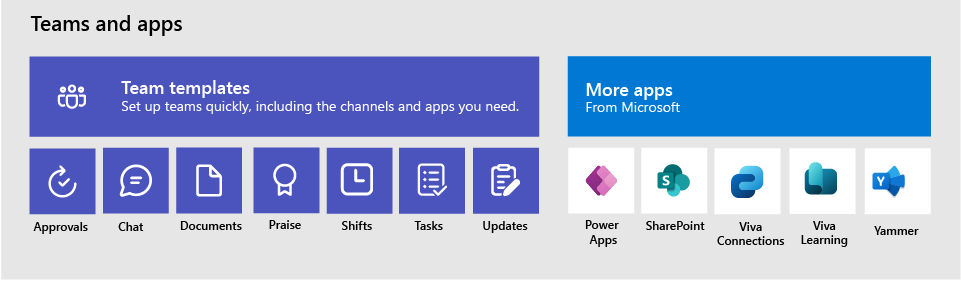 Teams and apps
Team templates
Set up teams quickly, including the channels and apps you need.
More apps
From Microsoft
Approvals
Chat
Documents
Praise
Shifts
Tasks
Updates
Power
Apps
S
SharePoint
Viva
Connections
Viva
Learning
Y
Yammer